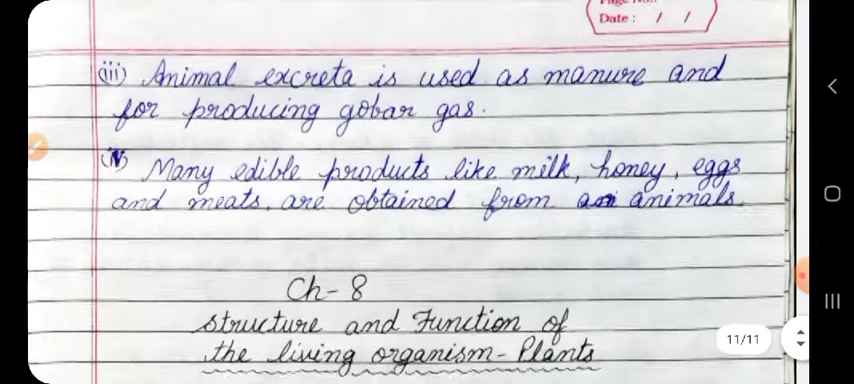 Page No.:
Date : / /
(iii) Animal excreta is used as manure and
for producing gobar gas.
(iv) Many edible products like milk, honey, eggs
and meats, are obtained from animals.
Ch-8
structure and Function of
the living organism - Plants
11/11